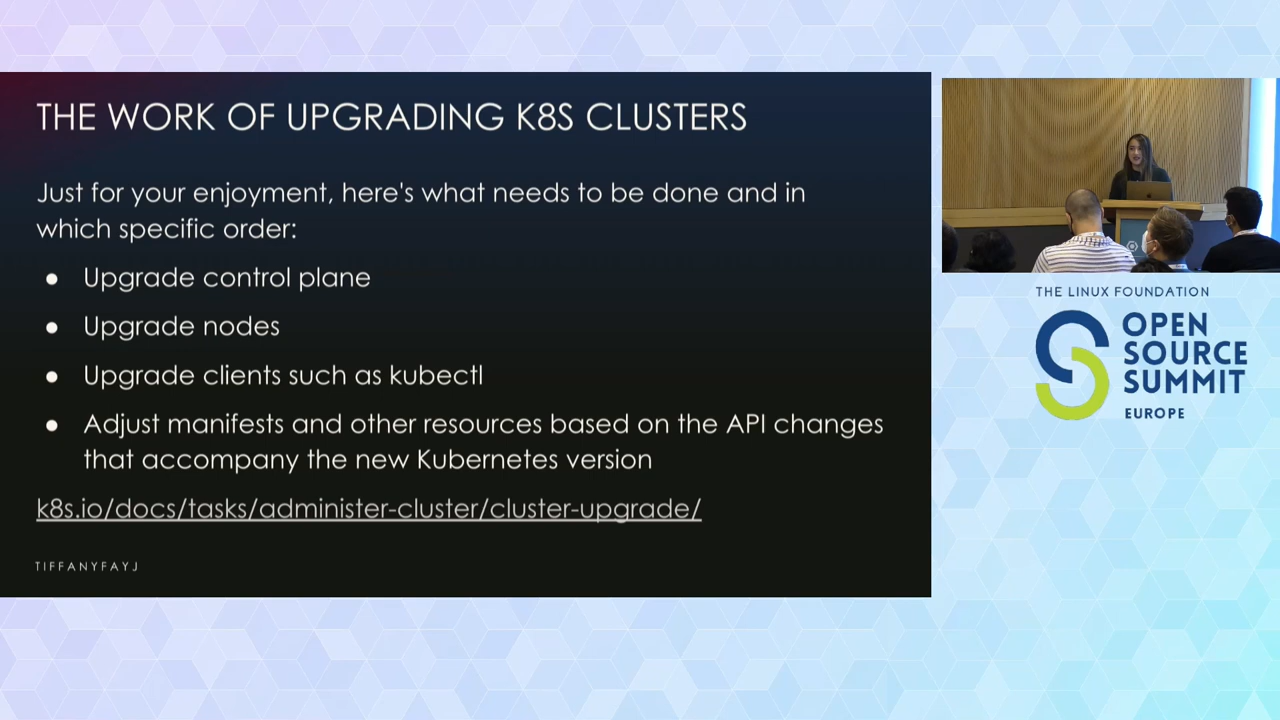 THE WORK OF UPGRADING K8S CLUSTERS
Just for your enjoyment, here's what needs to be done and in
which specific order:
● Upgrade control plane
● Upgrade nodes
● Upgrade clients such as kubectl
● Adjust manifests and other resources based on the API changes
that accompany the new Kubernetes version
k8s.io/docs/tasks/administer-cluster/cluster-upgrade/
TIFFANYFAYJ
THE LINUX FOUNDATION
OPEN
SOURCE
SUMMIT
EUROPE